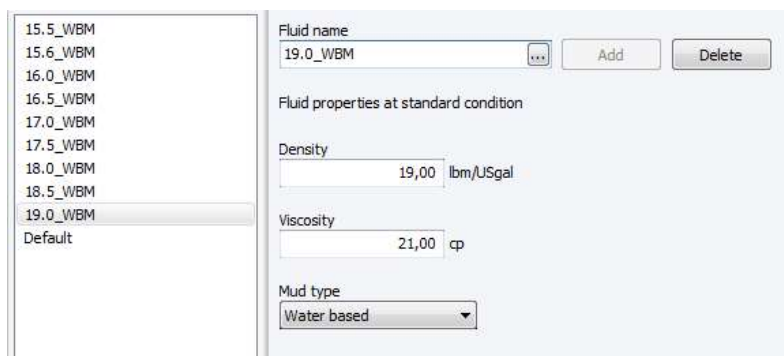 15.5_WBM
15.6_WBM
16.0_WBM
16.5_WBM
17.0_WBM
17.5_WBM
18.0_WBM
18.5_WBM
19.0_WBM
Default
Fluid name
19.0_WBM ... Add Delete
Fluid properties at standard condition
Density
19,00 lbm/USgal
Viscosity
21,00 cp
Mud type
Water based